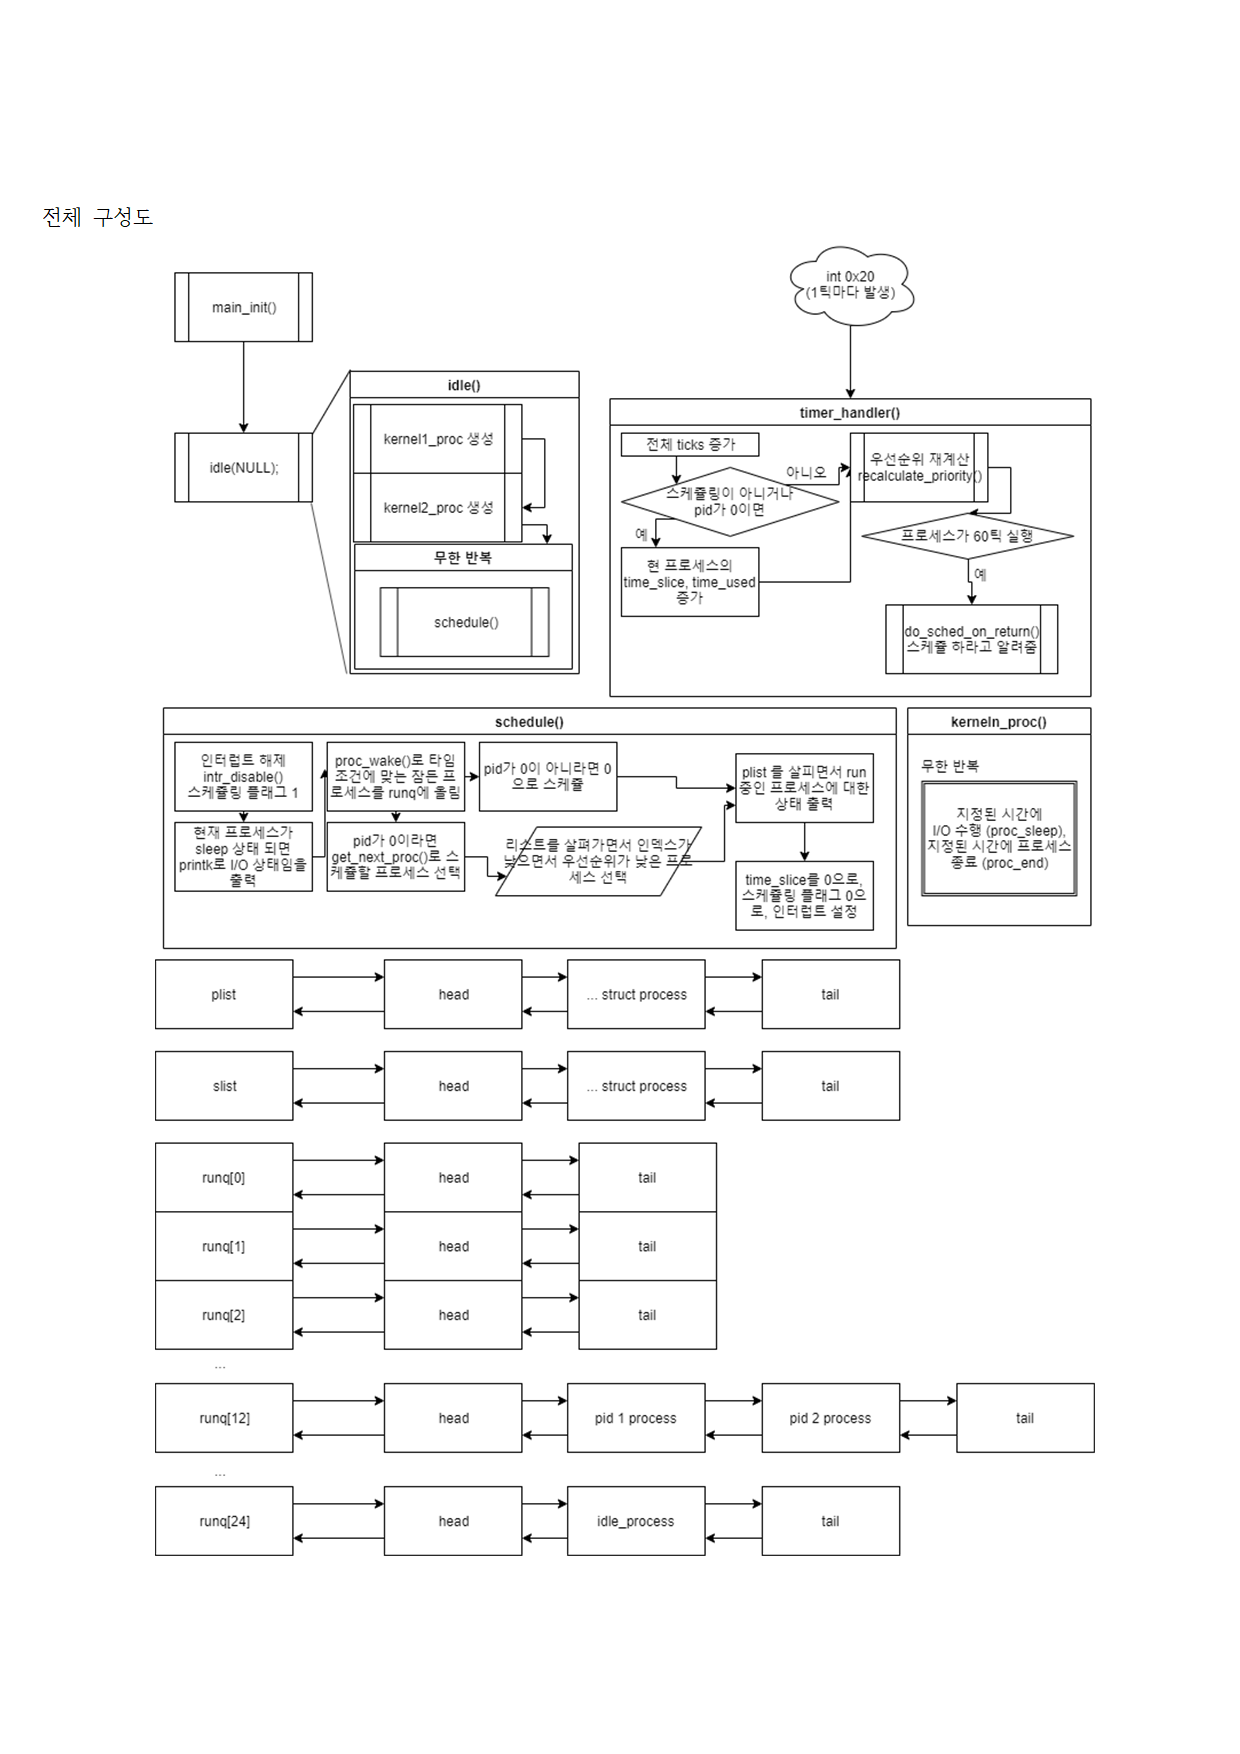 전체 구성도
main_init()
idle(NULL);
idle()
kernel1_proc 생성
kernel2_proc 생성
무한 반복
schedule()
int 0x20
(1틱마다 발생)
timer_handler()
전체 ticks 증가
스케쥴링이 아니거나
pid가 0이면
아니오
예
현 프로세스의
time_slice, time_used
증가
우선순위 재계산
recalculate_priority()
프로세스가 60틱 실행
예
do_sched_on_return()
스케쥴 하라고 알려줌
schedule()
인터럽트 해제
intr_disable()
스케쥴링 플래그 1
현재 프로세스가
sleep 상태 되면
printk로 I/O 상태임을
출력
proc_wake()로 타임
조건에 맞는 잠든 프
로세스를 runq에 올림
pid가 0이라면
get_next_proc()로 스
케쥴할 프로세스 선택
pid가 0이 아니라면 0
으로 스케쥴
리스트를 살펴가면서 인덱스가
낮으면서 우선순위가 낮은 프로
세스 선택
plist 를 살피면서 run
중인 프로세스에 대한
상태 출력
time_slice를 0으로,
스케쥴링 플래그 0으
로, 인터럽트 설정
kerneln_proc()
무한 반복
지정된 시간에
I/O 수행 (proc_sleep),
지정된 시간에 프로세스
종료 (proc_end)
plist head ... struct process tail
slist head ... struct process tail
runq[0] head tail
runq[1] head tail
runq[2] head tail
...
runq[12] head pid 1 process pid 2 process tail
...
runq[24] head idle_process tail